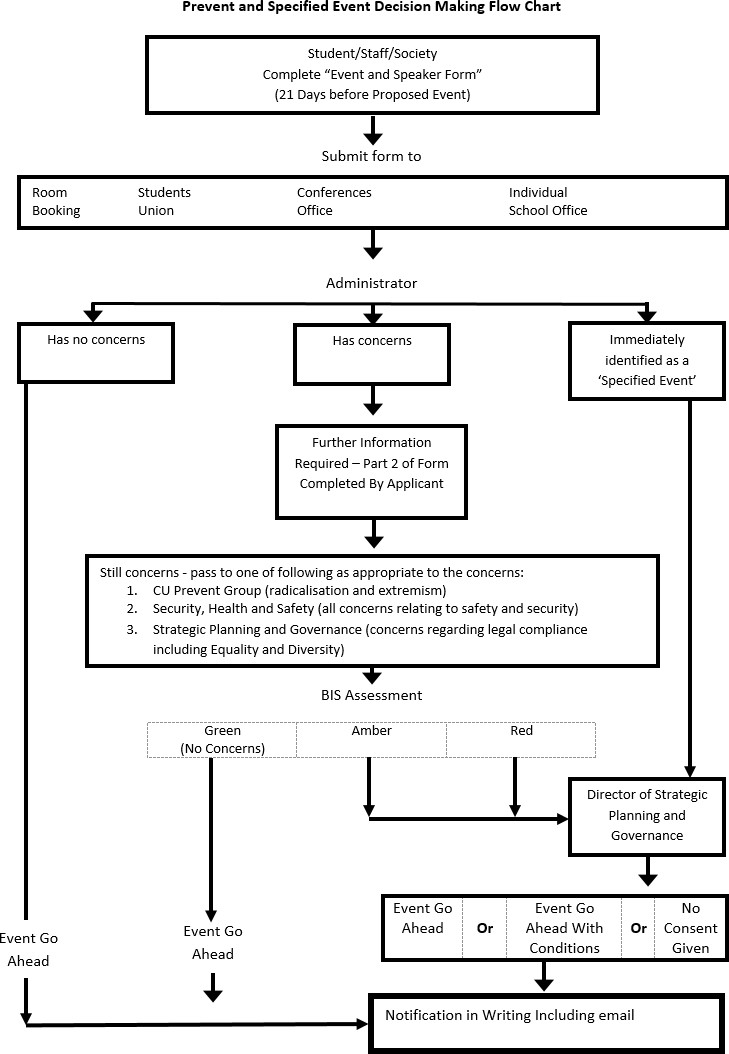 Prevent and Specified Event Decision Making Flow Chart
Student/Staff/Society
Complete “Event and Speaker Form”
(21 Days before Proposed Event)
Submit form to
Room
Booking
Students
Union
Conferences
Office
Individual
School Office
Administrator
Has no concerns
Has concerns
Immediately
identified as a
‘Specified Event’
Further Information
Required – Part 2 of Form
Completed By Applicant
Still concerns - pass to one of following as appropriate to the concerns:
1. CU Prevent Group (radicalisation and extremism)
2. Security, Health and Safety (all concerns relating to safety and security)
3. Strategic Planning and Governance (concerns regarding legal compliance
including Equality and Diversity)
BIS Assessment
Green
(No Concerns)
Amber
Red
Director of Strategic
Planning and
Governance
Event Go
Ahead
Or
Event Go
Ahead With
Conditions
Or
No
Consent
Given
Event Go
Ahead
Event Go
Ahead
Notification in Writing Including email